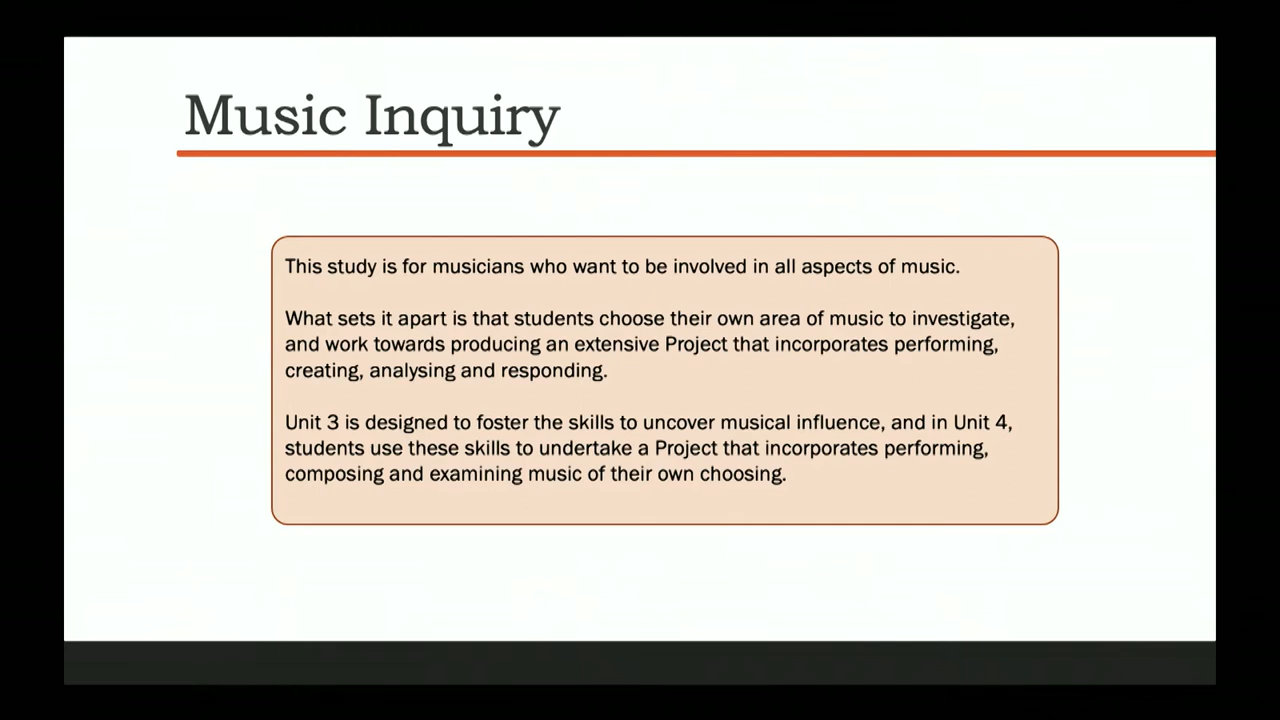 Music Inquiry
This study is for musicians who want to be involved in all aspects of music.
What sets it apart is that students choose their own area of music to investigate,
and work towards producing an extensive Project that incorporates performing,
creating, analysing and responding.
Unit 3 is designed to foster the skills to uncover musical influence, and in Unit 4,
students use these skills to undertake a Project that incorporates performing,
composing and examining music of their own choosing.